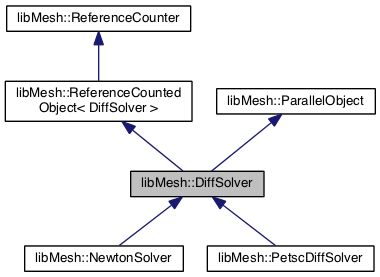 libMesh::ReferenceCounter
libMesh::ReferenceCounted
Object< DiffSolver >
libMesh::ParallelObject
libMesh::DiffSolver
libMesh::NewtonSolver
libMesh::PetscDiffSolver